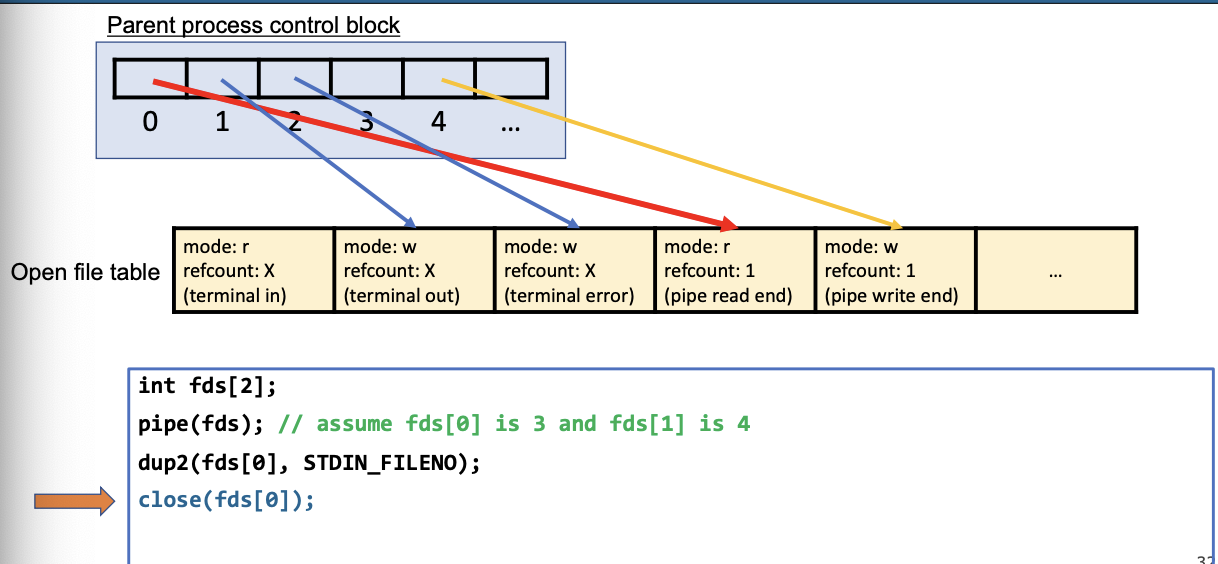 Parent process control block
0 1 2 3 4 ...
Open file table
mode: r
refcount: X
(terminal in)
mode: w
refcount: X
(terminal out)
mode: w
refcount: X
(terminal error)
mode: r
refcount: 1
(pipe read end)
mode: w
refcount: 1
(pipe write end)
...
int fds[2];
pipe(fds); // assume fds[0] is 3 and fds[1] is 4
dup2(fds[0], STDIN_FILENO);
close(fds[0]);